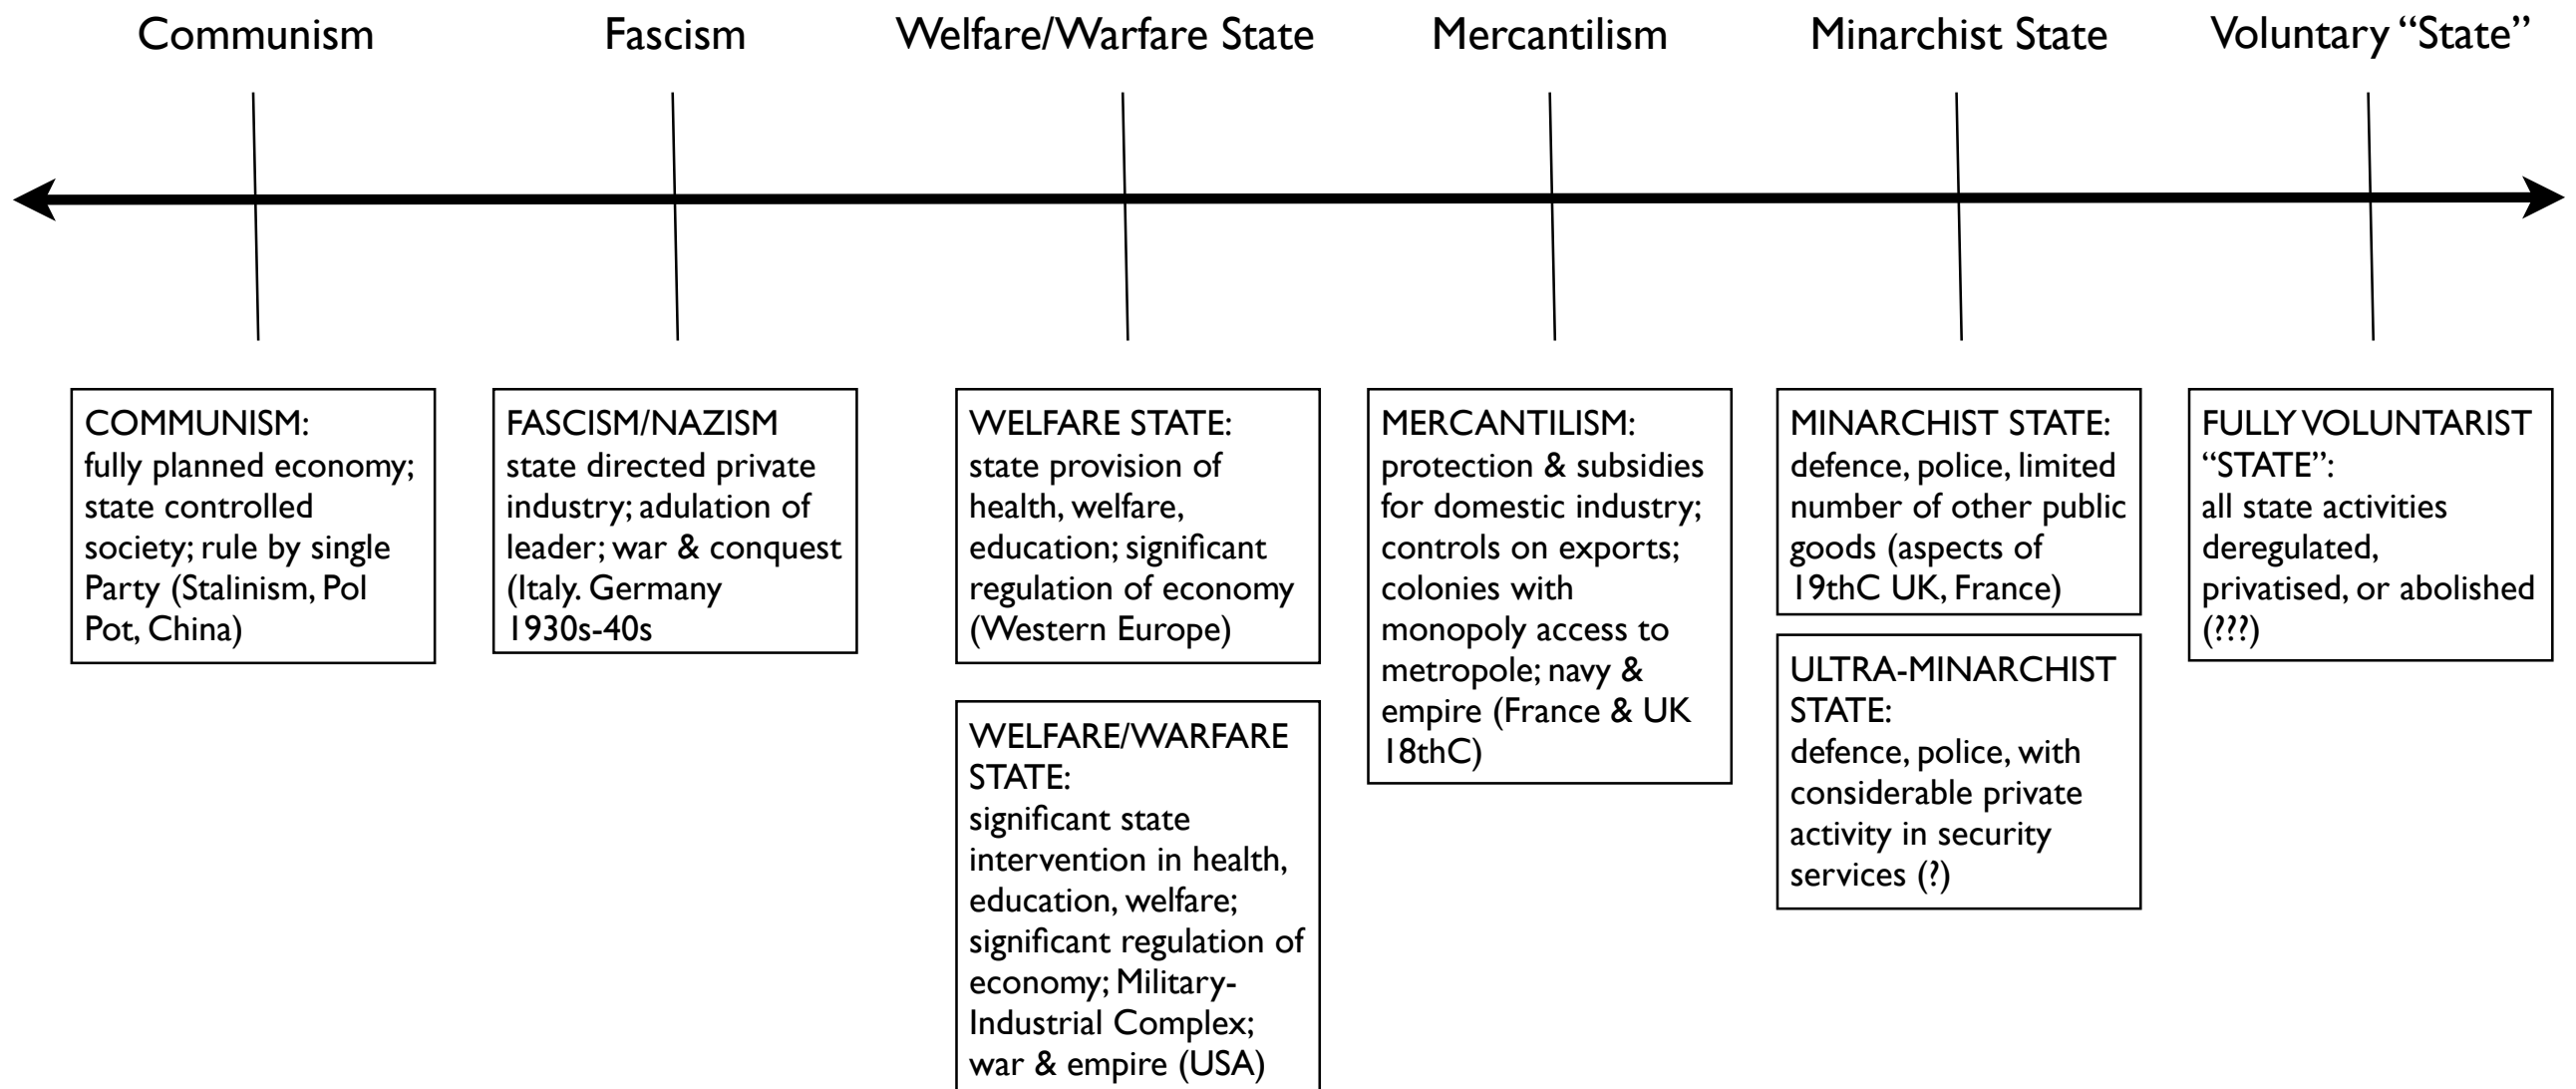 Communism
Fascism
Welfare/Warfare State
Mercantilism
Minarchist State
Voluntary “State”
COMMUNISM:
fully planned economy;
state controlled
society; rule by single
Party (Stalinism, Pol
Pot, China)
FASCISM/NAZISM
state directed private
industry; adulation of
leader; war & conquest
(Italy. Germany
1930s-40s
WELFARE STATE:
state provision of
health, welfare,
education; significant
regulation of economy
(Western Europe)
WELFARE/WARFARE
STATE:
significant state
intervention in health,
education, welfare;
significant regulation of
economy; Military-
Industrial Complex;
war & empire (USA)
MERCANTILISM:
protection & subsidies
for domestic industry;
controls on exports;
colonies with
monopoly access to
metropole; navy &
empire (France & UK
18thC)
MINARCHIST STATE:
defence, police, limited
number of other public
goods (aspects of
19thC UK, France)
ULTRA-MINARCHIST
STATE:
defence, police, with
considerable private
activity in security
services (?)
FULLY VOLUNTARIST
“STATE”:
all state activities
deregulated,
privatised, or abolished
(???)